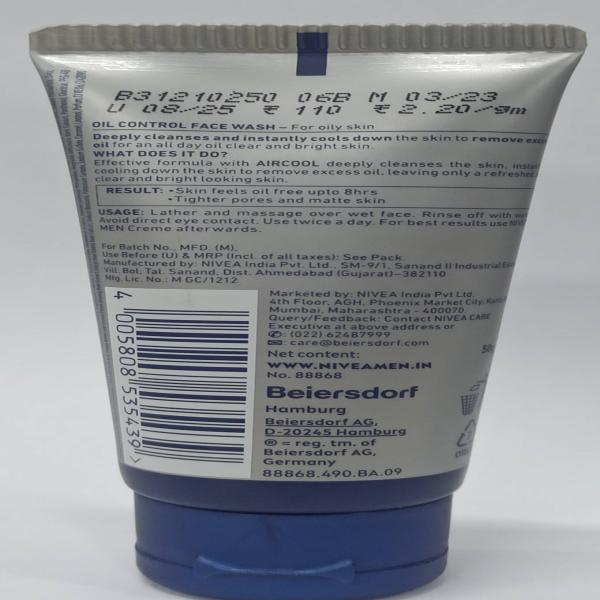 B31210250 06B M 03/23
U 08/25 ₹ 110 ₹ 2.20/gm
OIL CONTROL FACE WASH – For oily skin
Deeply cleanses and instantly cools down the skin to remove
oil for an all day oil clear and bright skin.
WHAT DOES IT DO?
Effective formula with AIRCOOL deeply cleanses the skin,
cooling down the skin to remove excess oil, leaving only a
clear and bright looking skin.
RESULT: • Skin feels oil free upto 8hrs
• Tighter pores and matte skin
USAGE: Lather and massage over wet face. Rinse off with
Avoid direct eye contact. Use twice a day. For best results use
MEN Creme afterwards.
For Batch No., MFD. (M),
Use Before (U) & MRP (Incl. of all taxes): See Pack.
Manufactured by: NIVEA India Pvt. Ltd., SM-9/1, Sanand II Industrial
Vill. Bol, Tal. Sanand, Dist. Ahmedabad (Gujarat)–382110
Mfg. Lic. No.: M GC/1212
Marketed by: NIVEA India Pvt Ltd.
4th Floor, AGH, Phoenix Market City,
Mumbai, Maharashtra - 400070.
Query/Feedback: Contact NIVEA CARE
Executive at above address or
✆: (022) 62487999
✉: care@beiersdorf.com
Net content:
WWW.NIVEAMEN.IN
No. 88868
Beiersdorf
Hamburg
Beiersdorf AG,
D-20245 Hamburg
® = reg. tm. of
Beiersdorf AG,
Germany
88868.490.BA.09
4 005808 535439 >